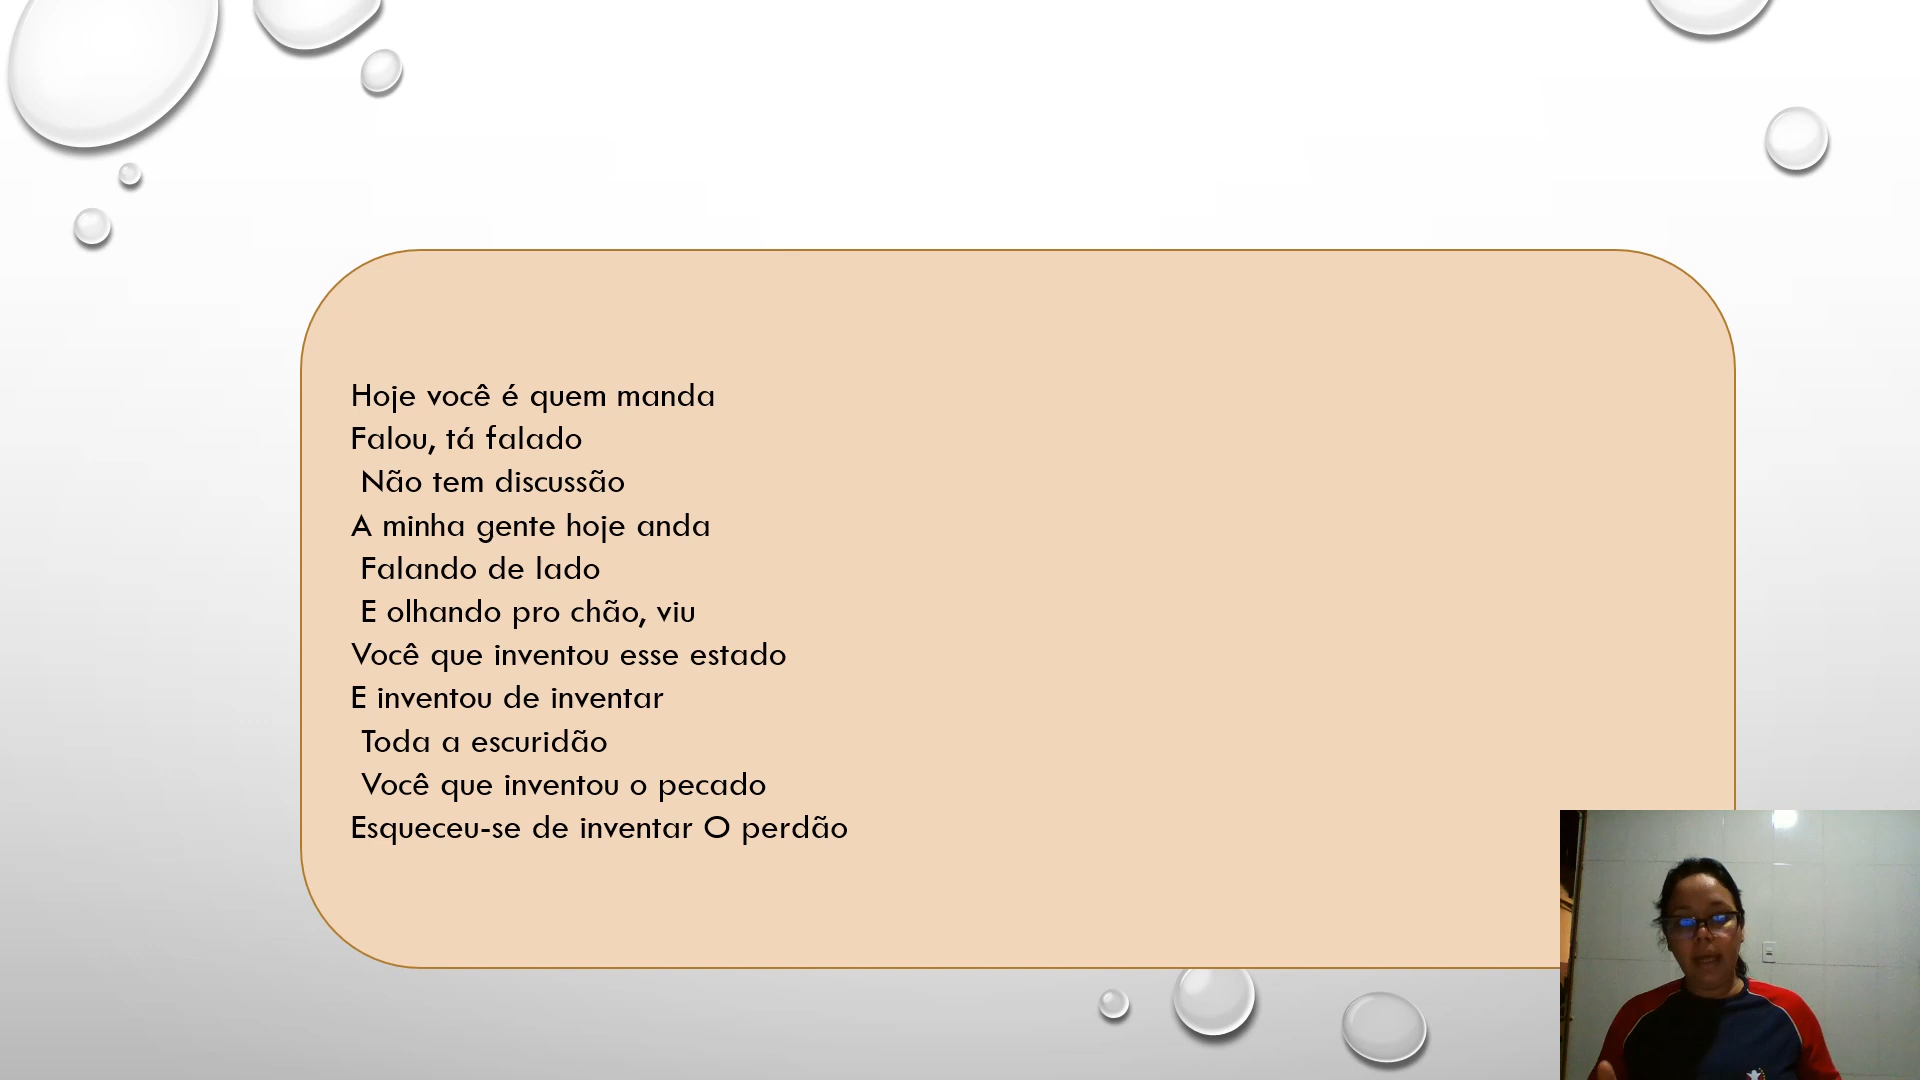 Hoje você é quem manda
Falou, tá falado
Não tem discussão
A minha gente hoje anda
Falando de lado
E olhando pro chão, viu
Você que inventou esse estado
E inventou de inventar
Toda a escuridão
Você que inventou o pecado
Esqueceu-se de inventar O perdão